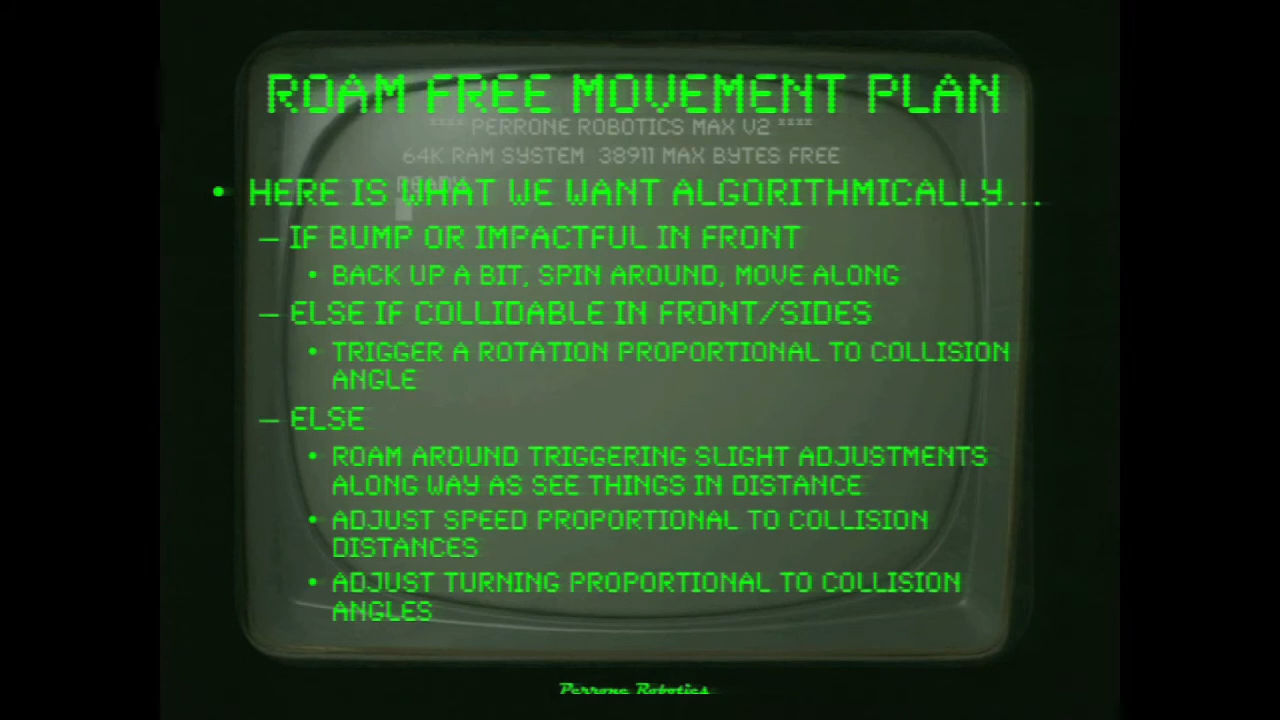 ROAM FREE MOVEMENT PLAN
**** PERRONE ROBOTICS MAX V2 ****
64K RAM SYSTEM 38911 MAX BYTES FREE
READY
• HERE IS WHAT WE WANT ALGORITHMICALLY...
– IF BUMP OR IMPACTFUL IN FRONT
• BACK UP A BIT, SPIN AROUND, MOVE ALONG
– ELSE IF COLLIDABLE IN FRONT/SIDES
• TRIGGER A ROTATION PROPORTIONAL TO COLLISION
ANGLE
– ELSE
• ROAM AROUND TRIGGERING SLIGHT ADJUSTMENTS
ALONG WAY AS SEE THINGS IN DISTANCE
• ADJUST SPEED PROPORTIONAL TO COLLISION
DISTANCES
• ADJUST TURNING PROPORTIONAL TO COLLISION
ANGLES
Perrone Robotics